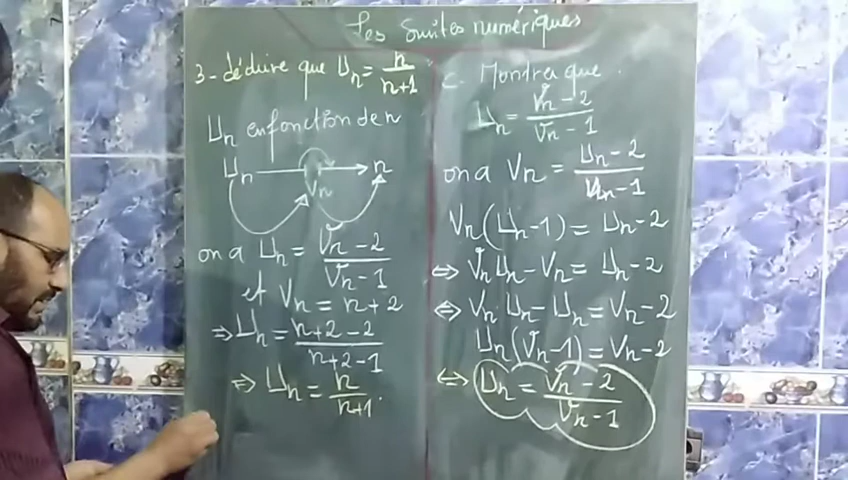 Les Suites numériques
3- déduire que Un = n/(n+1)
Un en fonction de n
Un → n
Vn
on a Un = (Vn - 2)/(Vn - 1)
et Vn = n + 2
⇒ Un = (n+2-2)/(n+2-1)
⇒ Un = n/(n+1).
c. Montrer que
Un = (Vn - 2)/(Vn - 1)
on a Vn = (Un - 2)/(Un - 1)
Vn(Un - 1) = Un - 2
⇔ VnUn - Vn = Un - 2
⇔ Vn Un - Un = Vn - 2
Un(Vn - 1) = Vn - 2
⇔ Un = (Vn - 2)/(Vn - 1)